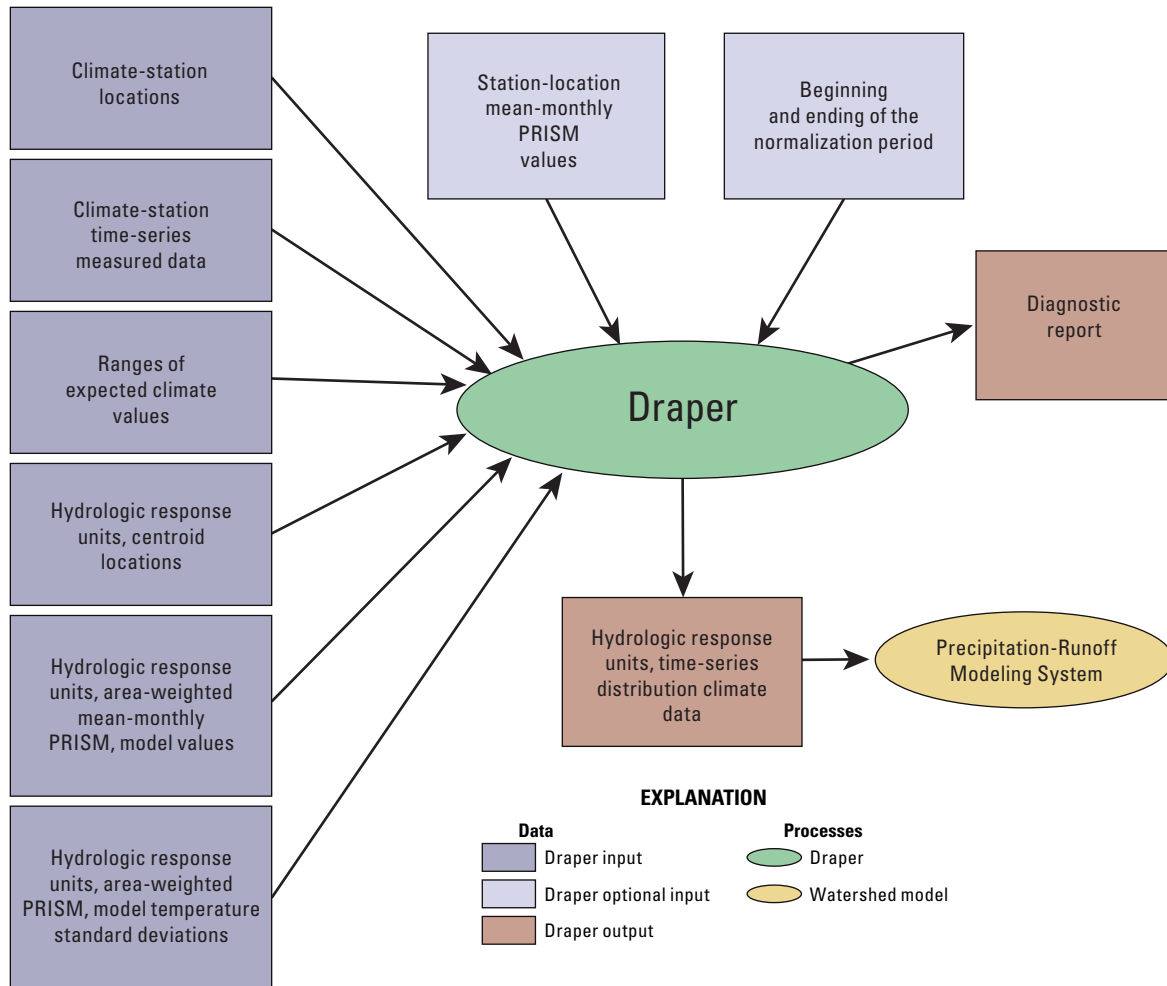 Climate-station
locations
Climate-station
time-series
measured data
Ranges of
expected climate
values
Hydrologic response
units, centroid
locations
Hydrologic response
units, area-weighted
mean-monthly
PRISM, model values
Hydrologic response
units, area-weighted
PRISM, model temperature
standard deviations
Station-location
mean-monthly
PRISM
values
Beginning
and ending of the
normalization period
Draper
Diagnostic
report
Hydrologic response
units, time-series
distribution climate
data
Precipitation-Runoff
Modeling System
EXPLANATION
Data
Draper input
Draper optional input
Draper output
Processes
Draper
Watershed model